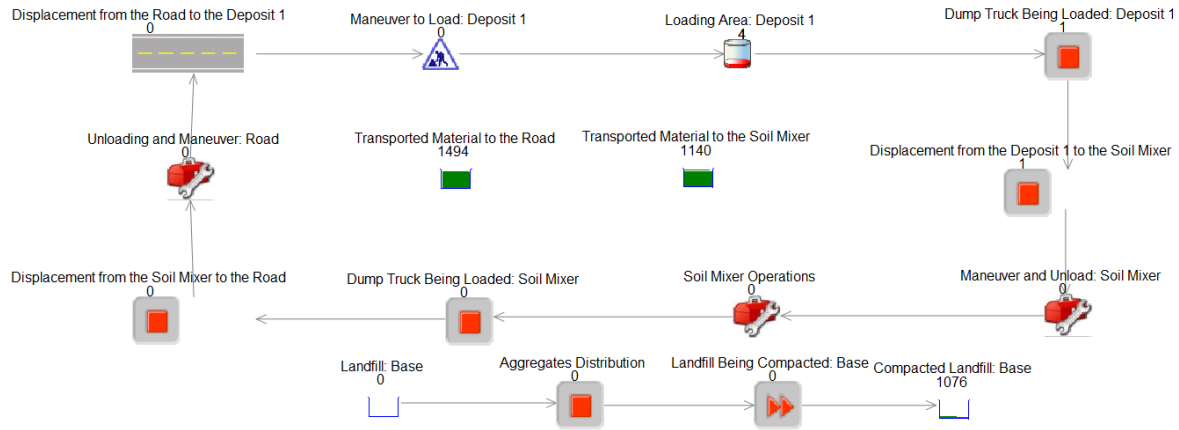 Displacement from the Road to the Deposit 1
0
Maneuver to Load: Deposit 1
0
Loading Area: Deposit 1
4
Dump Truck Being Loaded: Deposit 1
1
Unloading and Maneuver: Road
0
Transported Material to the Road
1494
Transported Material to the Soil Mixer
1140
Displacement from the Deposit 1 to the Soil Mixer
1
Displacement from the Soil Mixer to the Road
0
Dump Truck Being Loaded: Soil Mixer
0
Soil Mixer Operations
0
Maneuver and Unload: Soil Mixer
0
Landfill: Base
0
Aggregates Distribution
0
Landfill Being Compacted: Base
0
Compacted Landfill: Base
1076